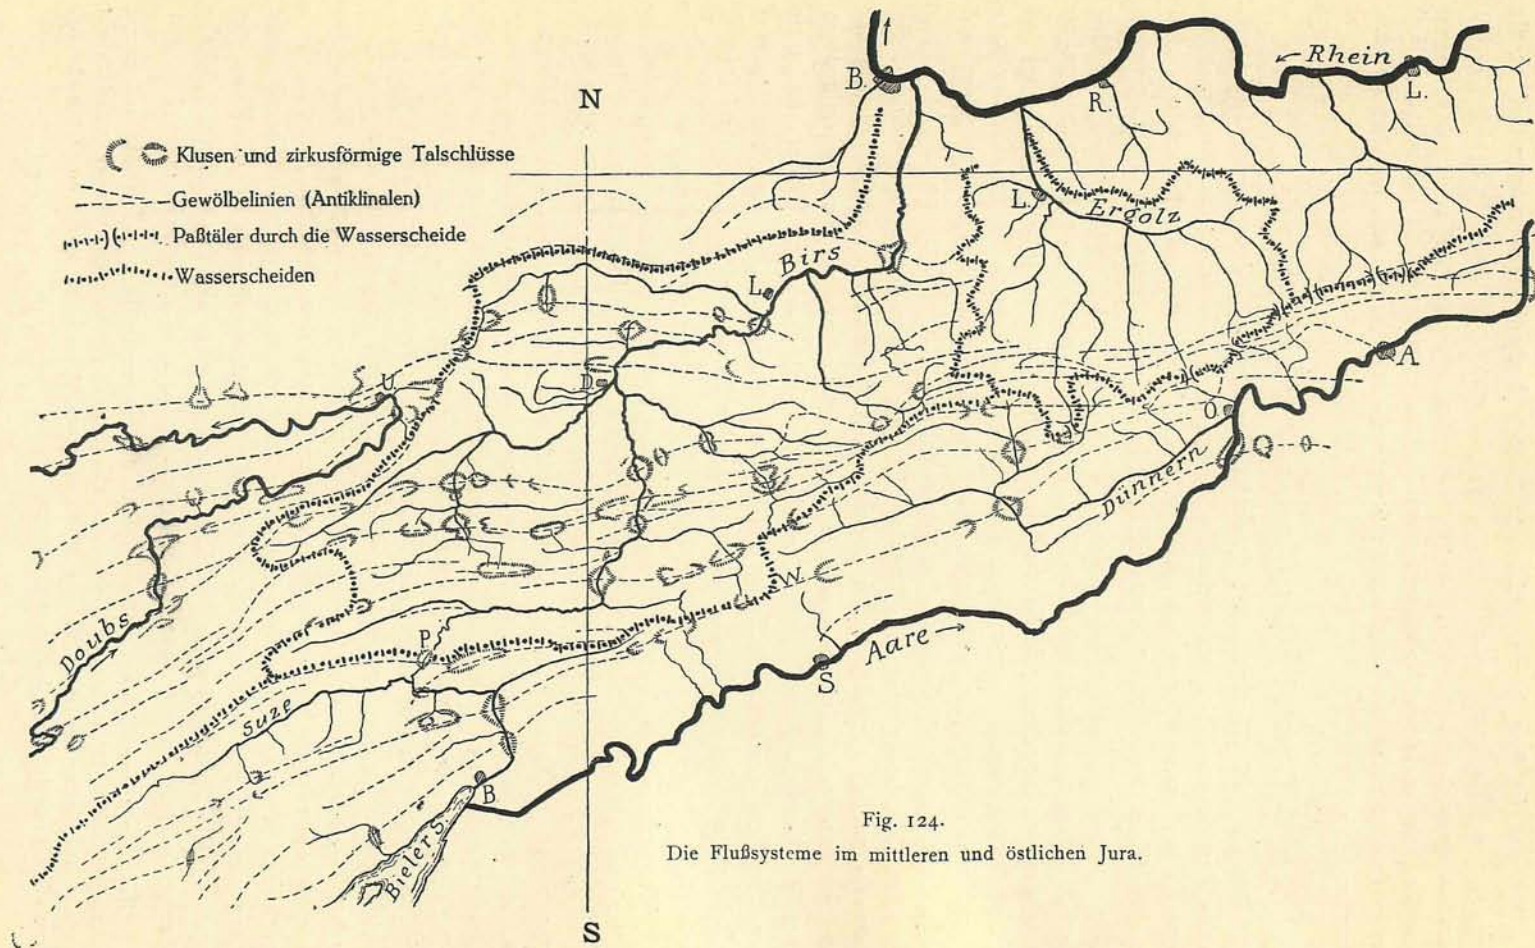 N
Klusen und zirkusförmige Talschlüsse
Gewölbelinien (Antiklinalen)
Paßtäler durch die Wasserscheide
Wasserscheiden
B.
R.
←Rhein
L.
L.
Ergolz
Birs
L.
U
D
A
O
Dünnern
W
Doubs
P
Suze
Aare→
S
B
Bieler S.
Fig. 124.
Die Flußsysteme im mittleren und östlichen Jura.
S